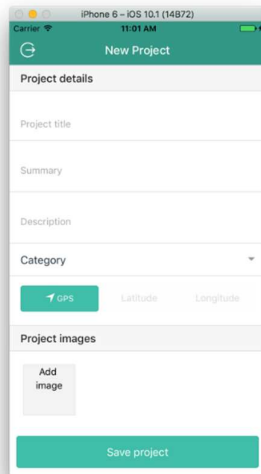 iPhone 6 – iOS 10.1 (14B72)
Carrier 11:01 AM
New Project
Project details
Project title
Summary
Description
Category
GPS Latitude Longitude
Project images
Add
image
Save project